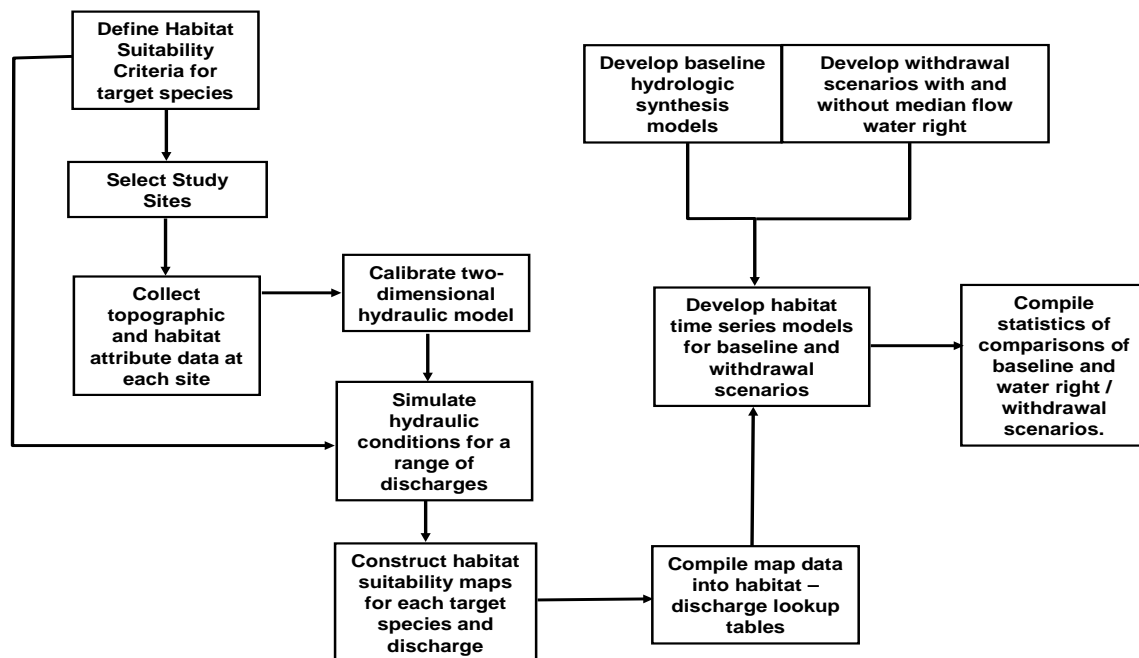 Define Habitat
Suitability
Criteria for
target species
Select Study
Sites
Collect
topographic
and habitat
attribute data at
each site
Calibrate two-
dimensional
hydraulic model
Simulate
hydraulic
conditions for a
range of
discharges
Construct habitat
suitability maps
for each target
species and
discharge
Compile map data
into habitat –
discharge lookup
tables
Develop baseline
hydrologic
synthesis
models
Develop withdrawal
scenarios with and
without median flow
water right
Develop habitat
time series models
for baseline and
withdrawal
scenarios
Compile
statistics of
comparisons of
baseline and
water right /
withdrawal
scenarios.